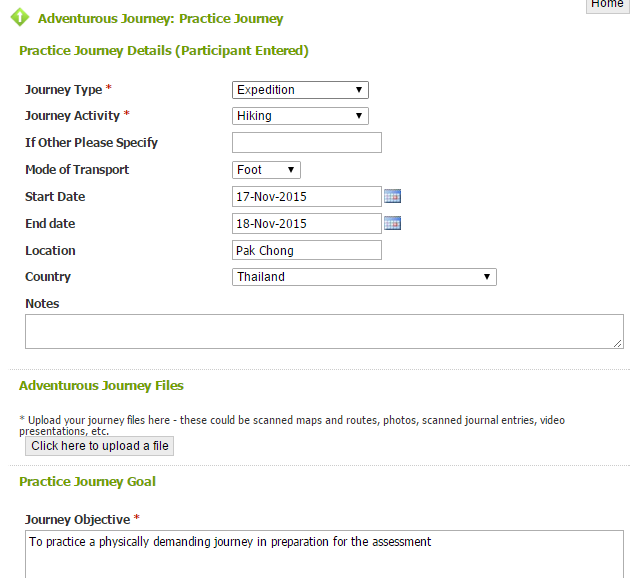 Home
Adventurous Journey: Practice Journey
Practice Journey Details (Participant Entered)
Journey Type * Expedition
Journey Activity * Hiking
If Other Please Specify
Mode of Transport Foot
Start Date 17-Nov-2015
End date 18-Nov-2015
Location Pak Chong
Country Thailand
Notes
Adventurous Journey Files
* Upload your journey files here - these could be scanned maps and routes, photos, scanned journal entries, video
presentations, etc.
Click here to upload a file
Practice Journey Goal
Journey Objective *
To practice a physically demanding journey in preparation for the assessment